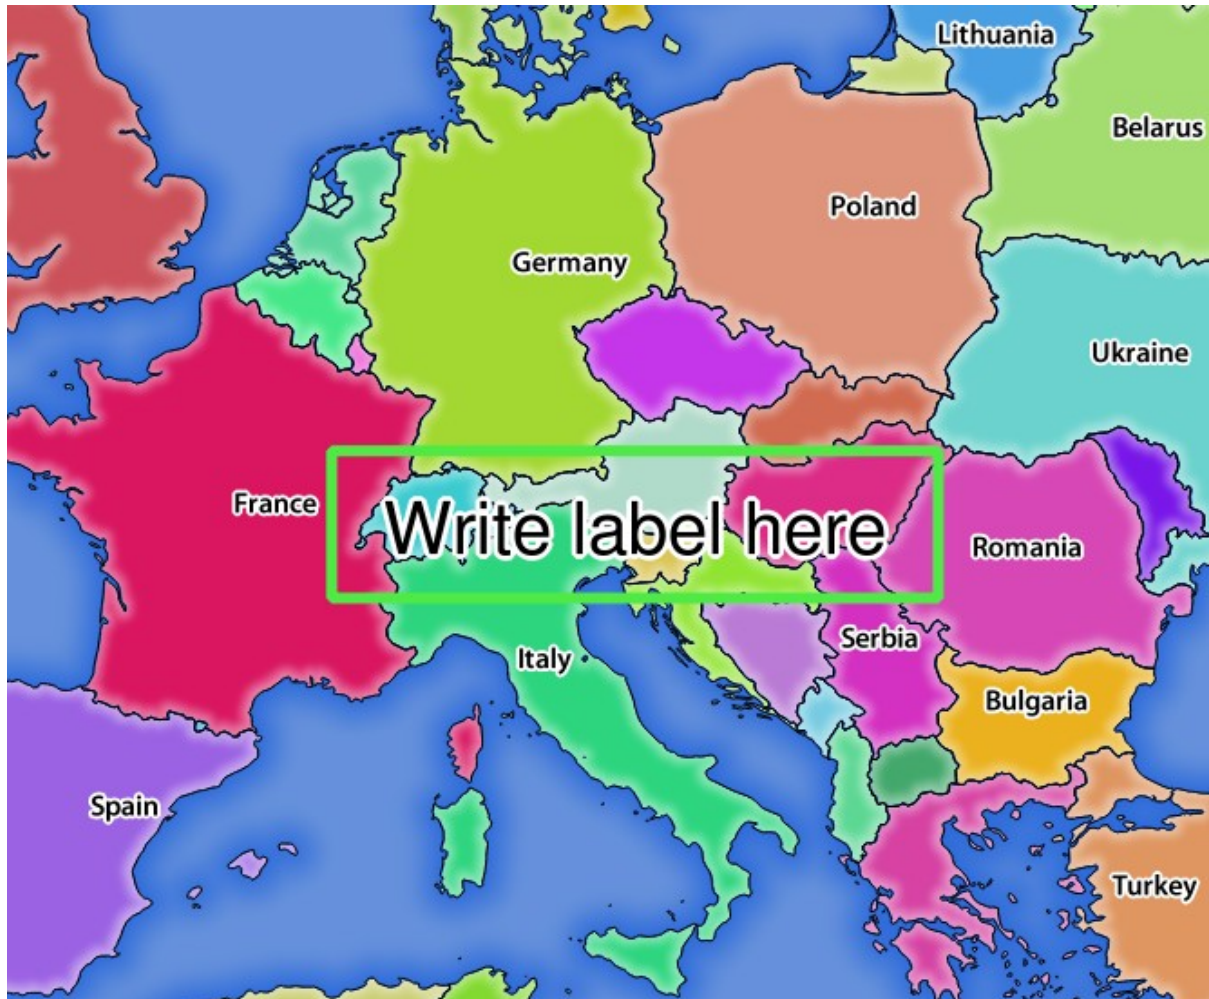 Lithuania
Belarus
Poland
Germany
Ukraine
France
Write label here
Romania
Serbia
Italy
Bulgaria
Spain
Turkey